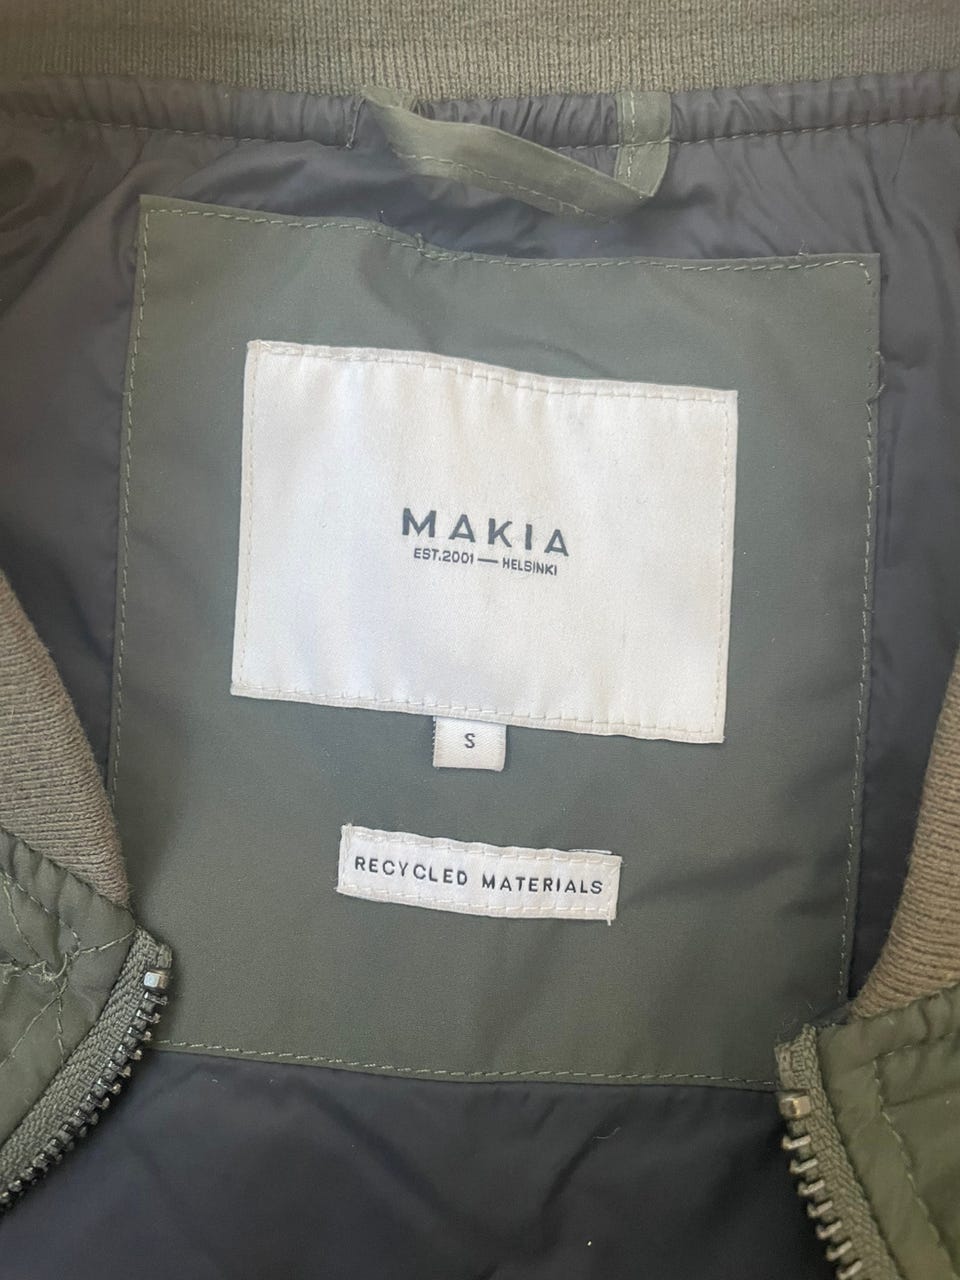 MAKIA
EST.2001 — HELSINKI
S
RECYCLED MATERIALS